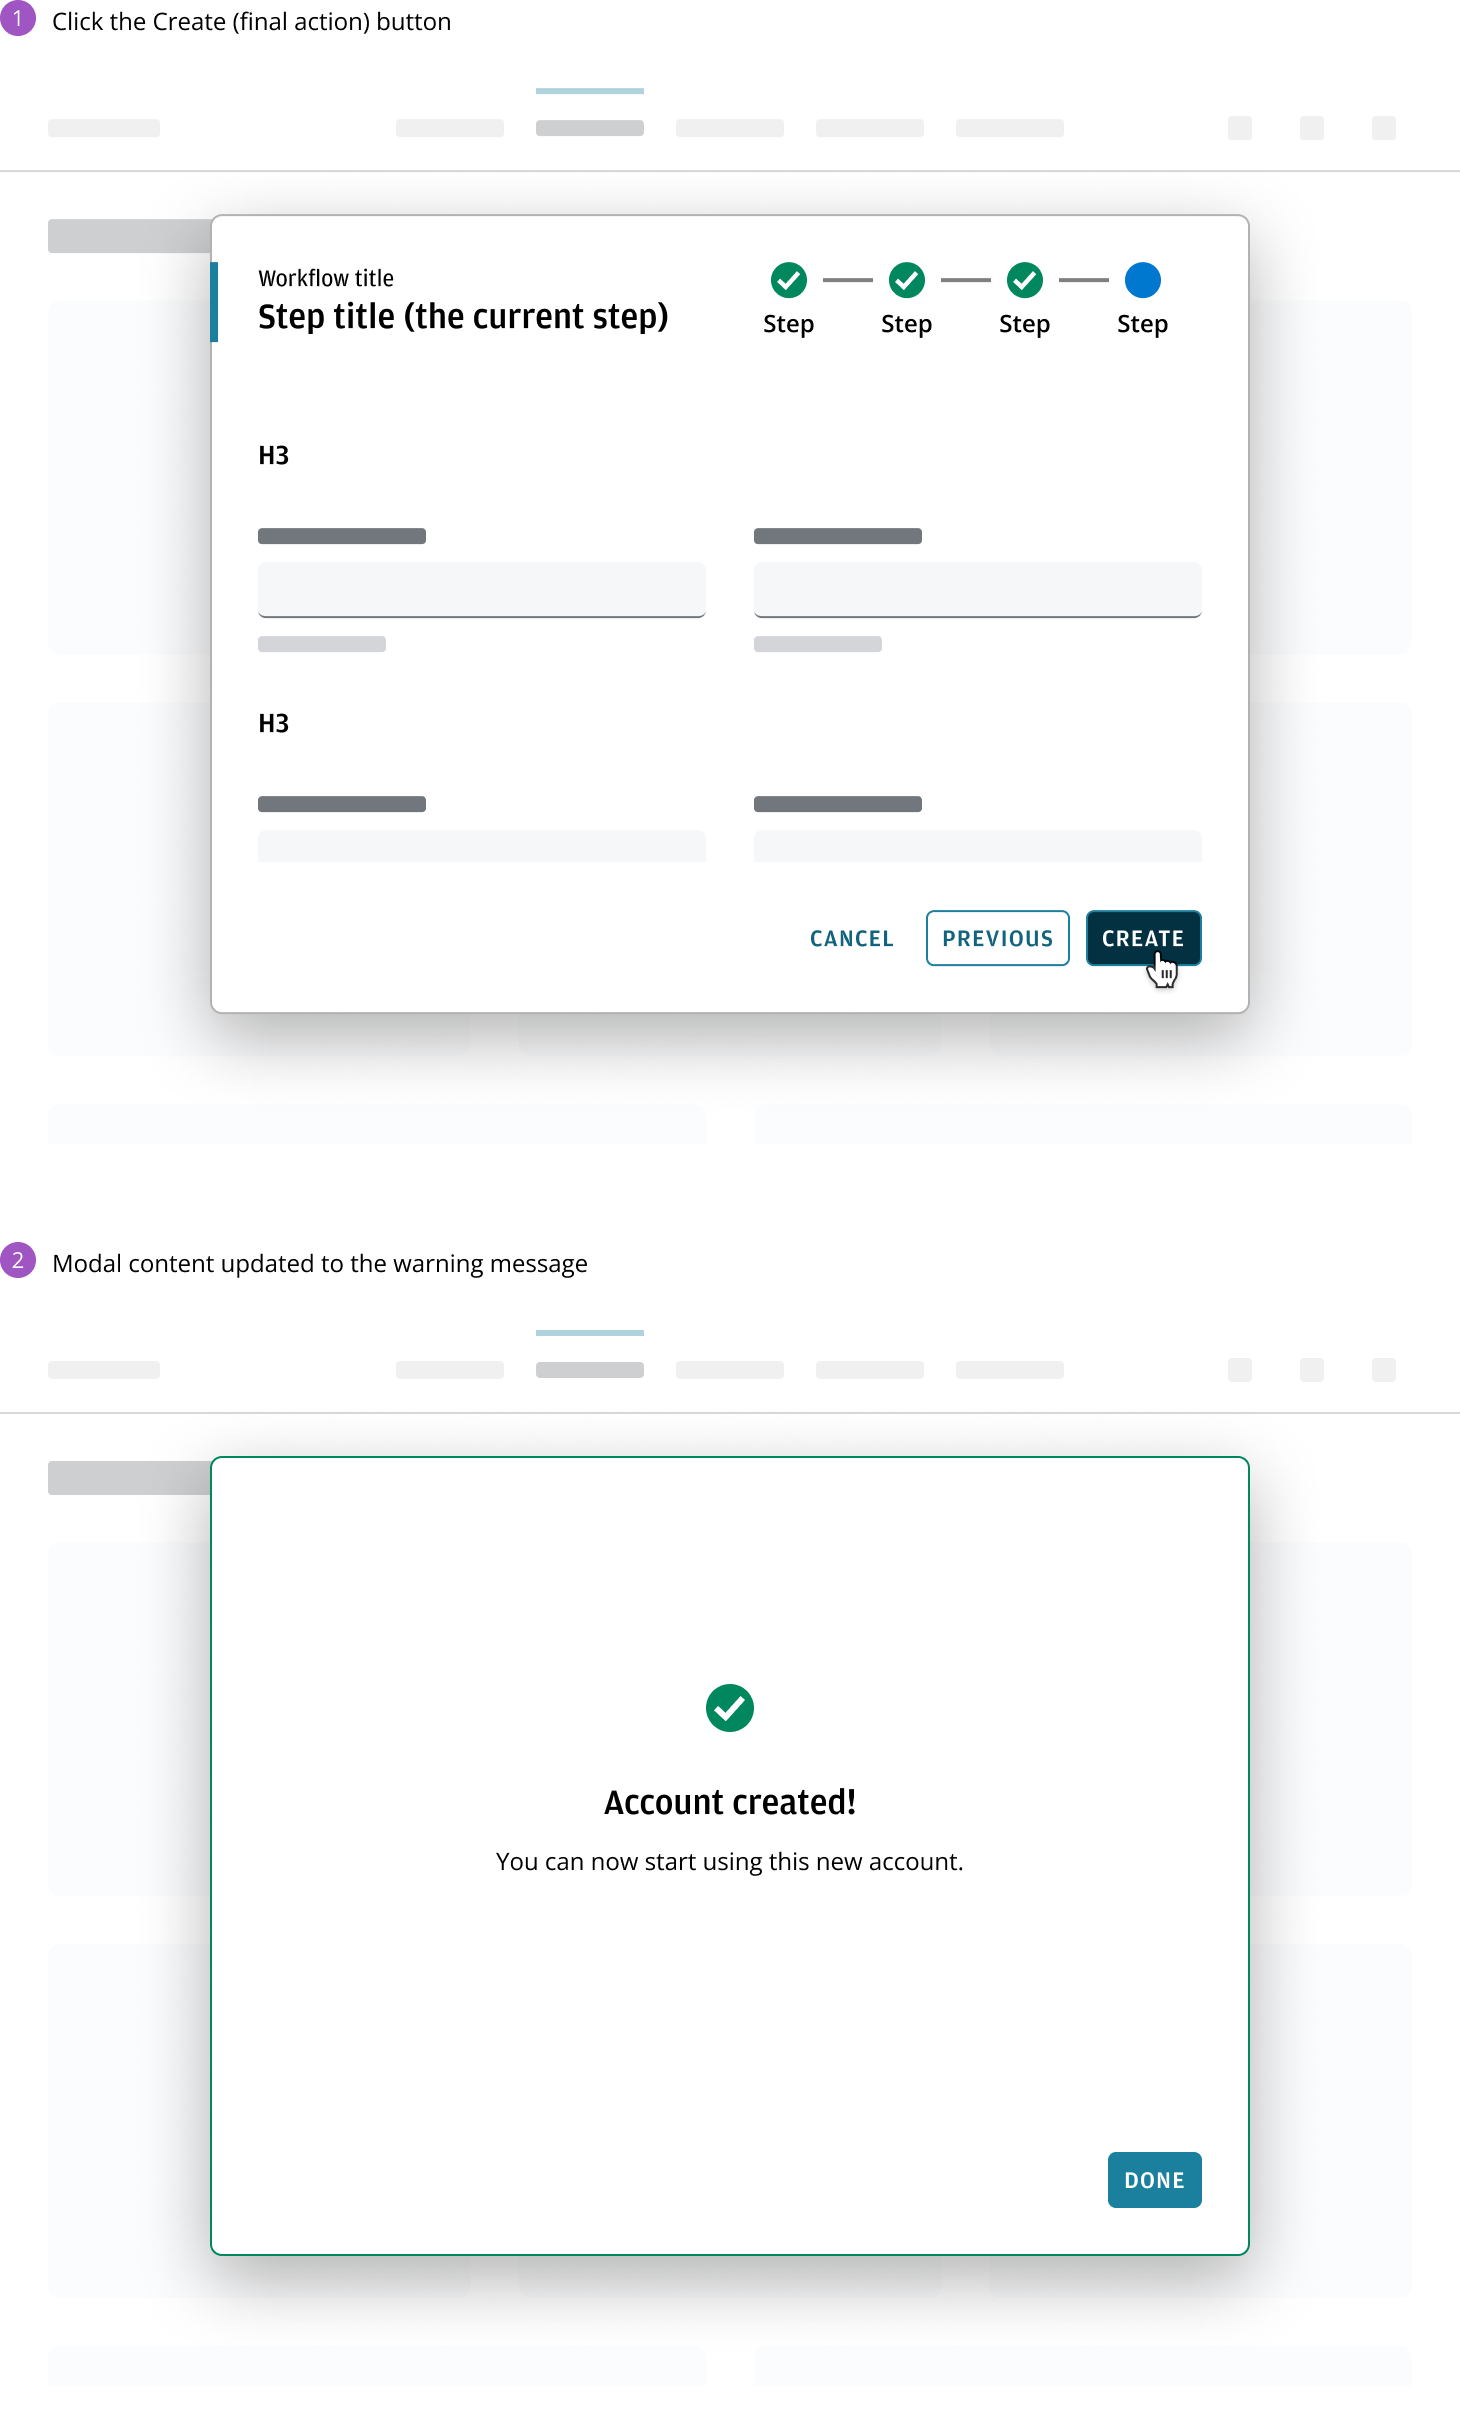 1 Click the Create (final action) button
Workflow title
Step title (the current step)
Step Step Step Step
H3
H3
CANCEL PREVIOUS CREATE
2 Modal content updated to the warning message
Account created!
You can now start using this new account.
DONE